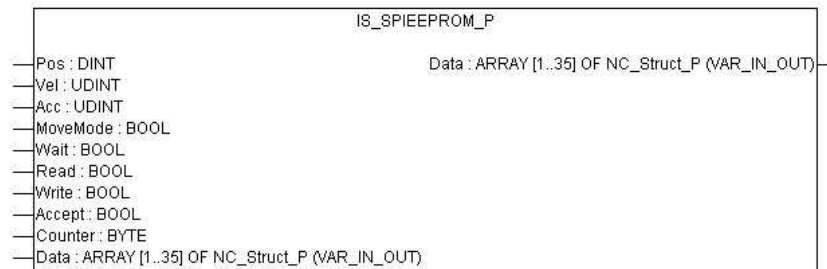 IS_SPIEEPROM_P
Pos : DINT Data : ARRAY [1..35] OF NC_Struct_P (VAR_IN_OUT)
Vel : UDINT
Acc : UDINT
MoveMode : BOOL
Wait : BOOL
Read : BOOL
Write : BOOL
Accept : BOOL
Counter : BYTE
Data : ARRAY [1..35] OF NC_Struct_P (VAR_IN_OUT)